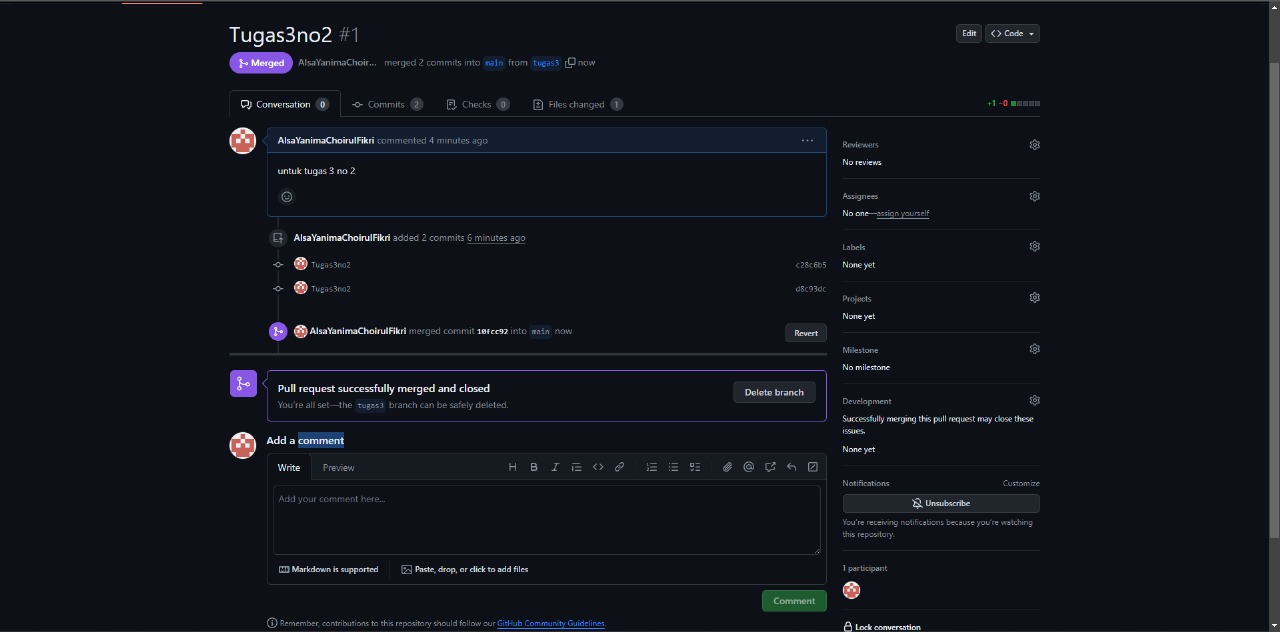 Tugas3no2 #1
Edit
Code
Merged
AlsaYanimaChoir... merged 2 commits into main from tugas3 now
Conversation 0
Commits 2
Checks 0
Files changed 1
+1 −0
AlsaYanimaChoirulFikri commented 4 minutes ago
untuk tugas 3 no 2
AlsaYanimaChoirulFikri added 2 commits 6 minutes ago
Tugas3no2 c28c6b5
Tugas3no2 d8c93dc
AlsaYanimaChoirulFikri merged commit 10fcc92 into main now
Revert
Pull request successfully merged and closed
You're all set—the tugas3 branch can be safely deleted.
Delete branch
Add a comment
Write
Preview
Add your comment here...
Markdown is supported
Paste, drop, or click to add files
Comment
Remember, contributions to this repository should follow our GitHub Community Guidelines.
Reviewers
No reviews
Assignees
No one—assign yourself
Labels
None yet
Projects
None yet
Milestone
No milestone
Development
Successfully merging this pull request may close these
issues.
None yet
Notifications
Customize
Unsubscribe
You're receiving notifications because you're watching
this repository.
1 participant
Lock conversation